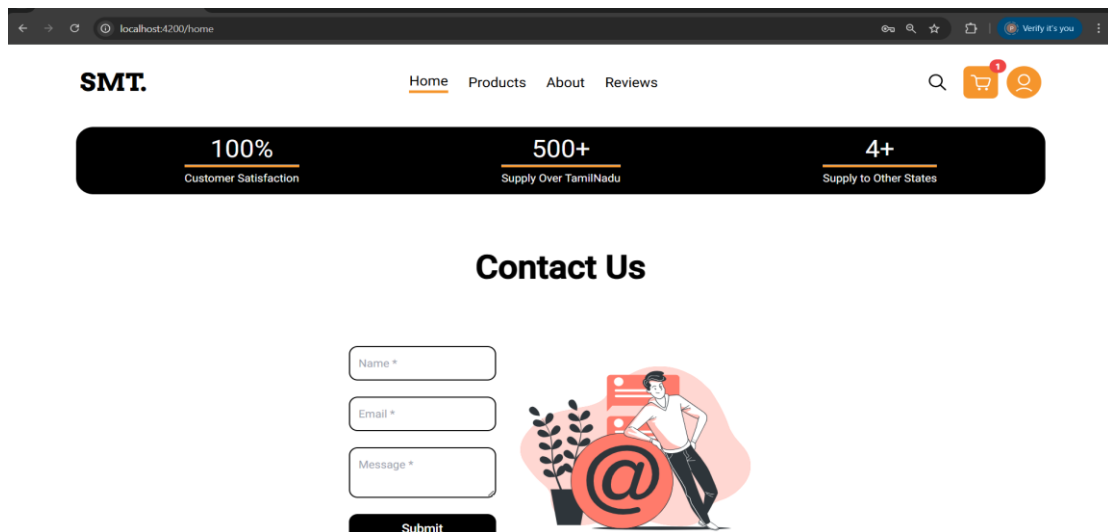 localhost:4200/home
Verify it's you
SMT.
Home Products About Reviews
1
100% 500+ 4+
Customer Satisfaction Supply Over TamilNadu Supply to Other States
Contact Us
Name *
Email *
Message *
@
Submit